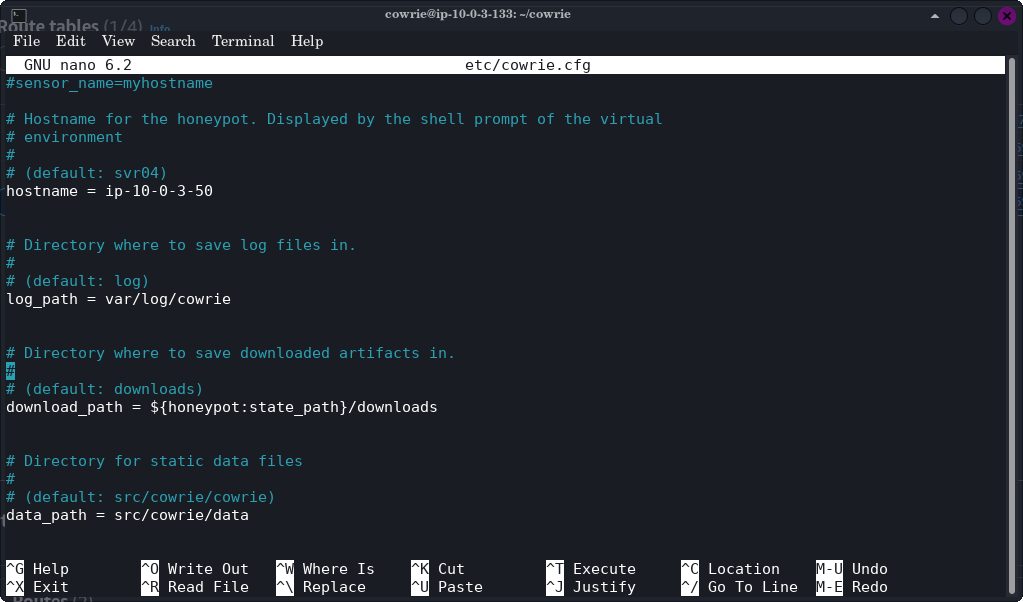 cowrie@ip-10-0-3-133: ~/cowrie
Route tables (1/4) Info
File Edit View Search Terminal Help
GNU nano 6.2 etc/cowrie.cfg
#sensor_name=myhostname
# Hostname for the honeypot. Displayed by the shell prompt of the virtual
# environment
#
# (default: svr04)
hostname = ip-10-0-3-50
# Directory where to save log files in.
#
# (default: log)
log_path = var/log/cowrie
# Directory where to save downloaded artifacts in.
#
# (default: downloads)
download_path = ${honeypot:state_path}/downloads
# Directory for static data files
#
# (default: src/cowrie/cowrie)
data_path = src/cowrie/data
^G Help ^O Write Out ^W Where Is ^K Cut ^T Execute ^C Location M-U Undo
^X Exit ^R Read File ^\ Replace ^U Paste ^J Justify ^/ Go To Line M-E Redo